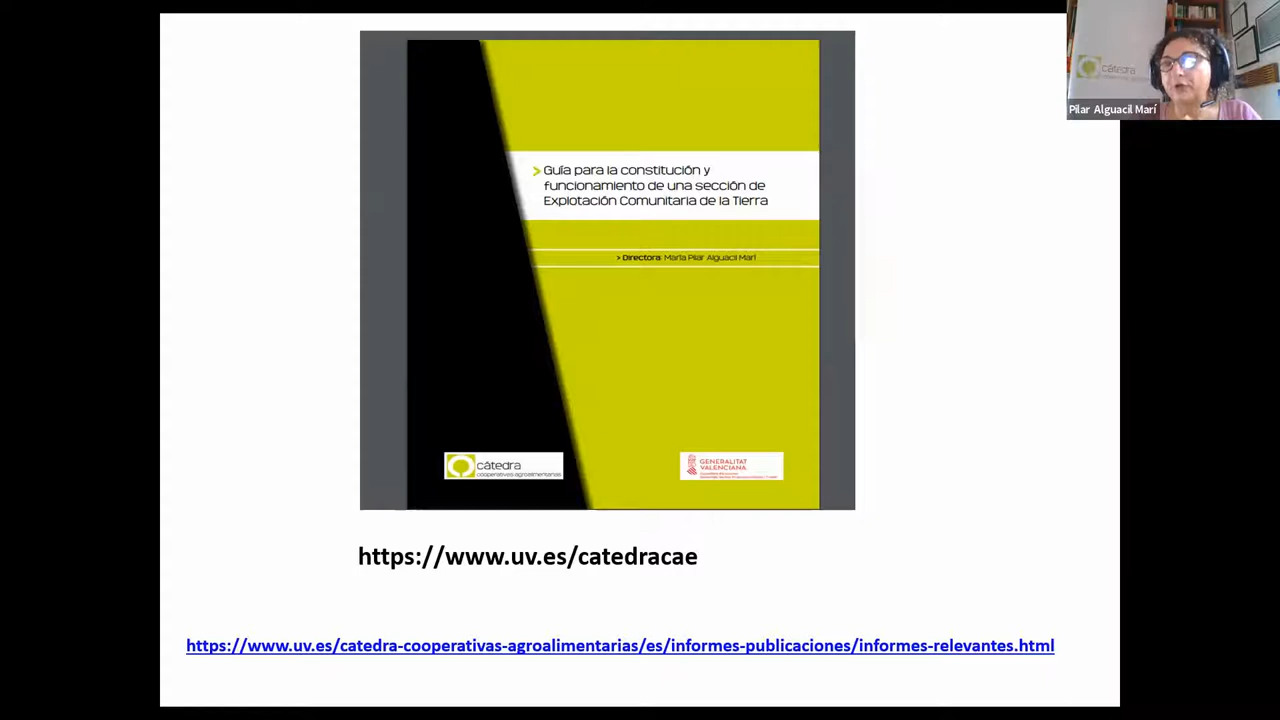 cátedra
Pilar Alguacil Marí
> Guía para la constitución y
funcionamiento de una sección de
Explotación Comunitaria de la Tierra
> Directora: María Pilar Alguacil Marí
cátedra
cooperativas agroalimentarias
GENERALITAT
VALENCIANA
https://www.uv.es/catedracae
https://www.uv.es/catedra-cooperativas-agroalimentarias/es/informes-publicaciones/informes-relevantes.html